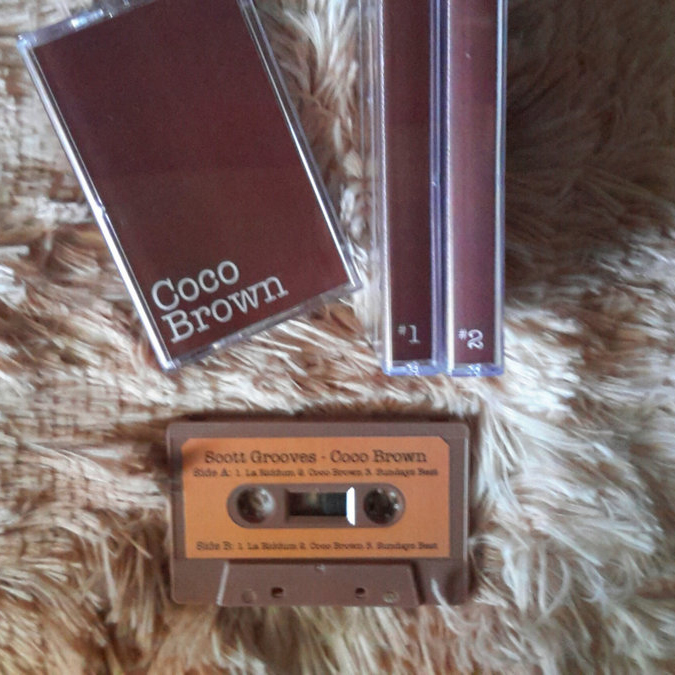 Coco
Brown
#1
#2
Scott Grooves - Coco Brown
Side A: 1. La Riddum 2. Coco Brown 3. Sundays Beat
Side B: 1. La Riddum 2. Coco Brown 3. Sundays Beat